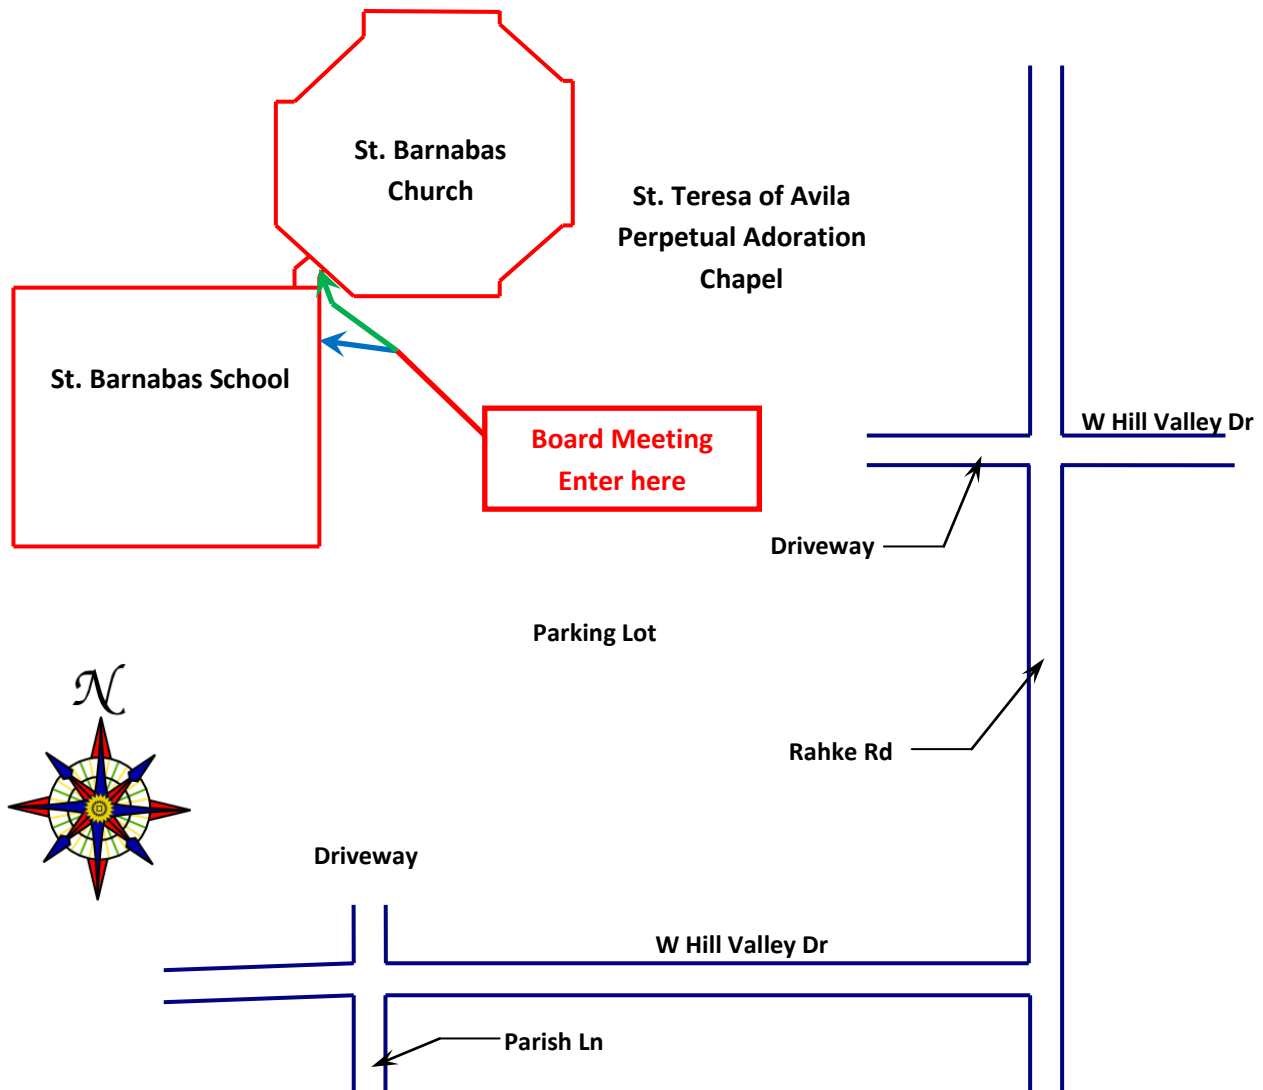 St. Barnabas
Church
St. Teresa of Avila
Perpetual Adoration
Chapel
St. Barnabas School
W Hill Valley Dr
Board Meeting
Enter here
Driveway
Parking Lot
N
Rahke Rd
Driveway
W Hill Valley Dr
Parish Ln